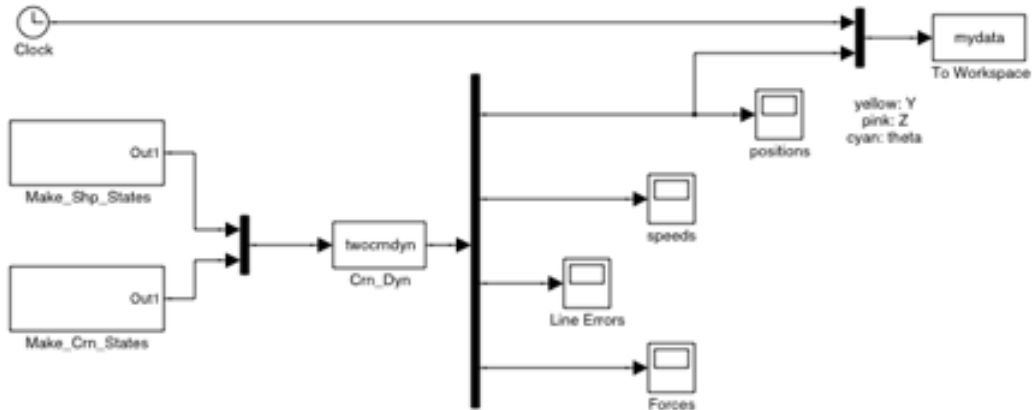 Clock
mydata
To Workspace
yellow: Y
pink: Z
cyan: theta
positions
Out1
Make_Shp_States
speeds
twocrndyn
Crn_Dyn
Line Errors
Out1
Make_Crn_States
Forces